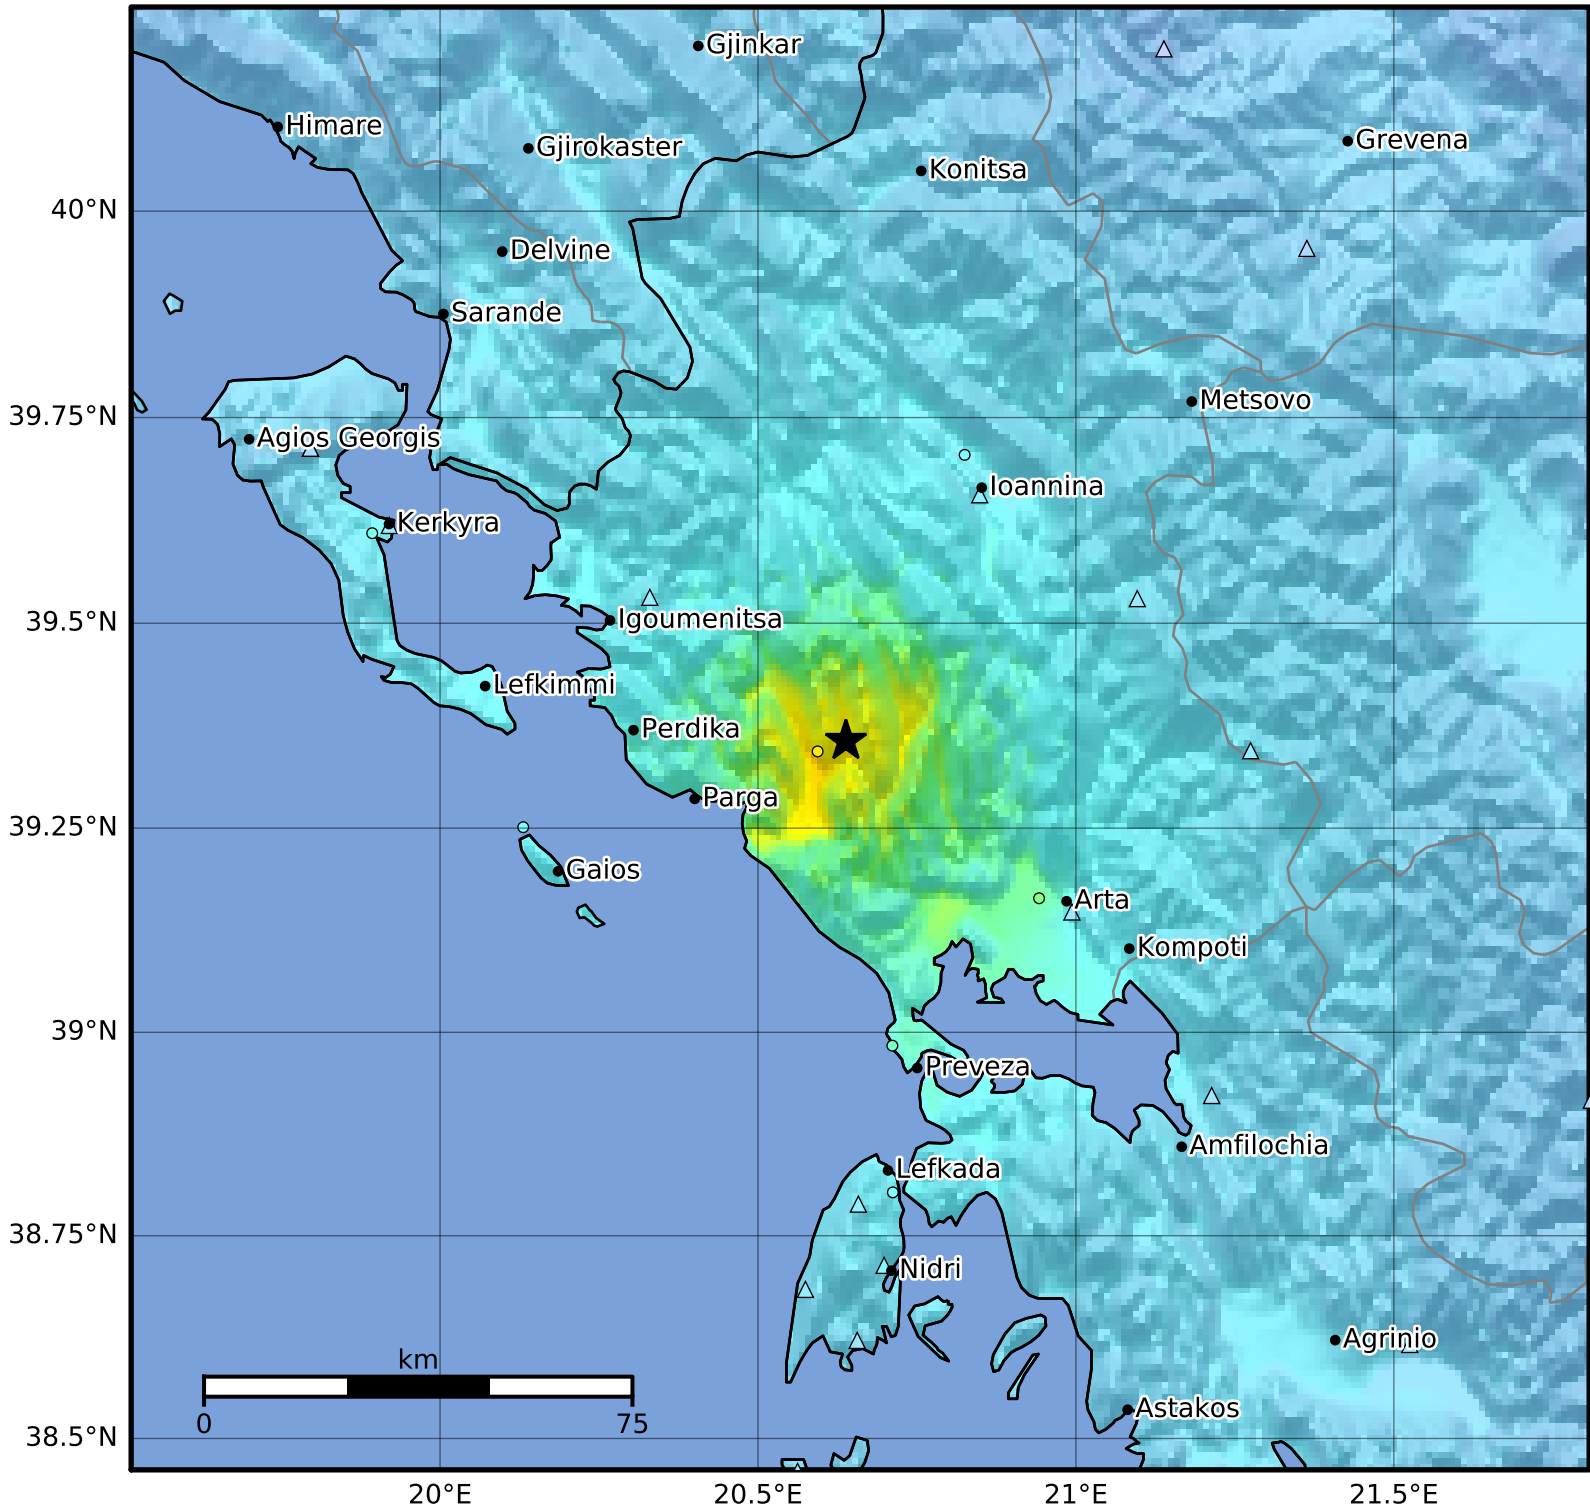 Gjinkar
Himare
Gjirokaster
Grevena
Konitsa
40°N
Delvine
Sarande
Metsovo
39.75°N
Agios Georgis
Ioannina
Kerkyra
39.5°N
Igoumenitsa
Lefkimmi
Perdika
Parga
39.25°N
Gaios
Arta
Kompoti
39°N
Preveza
Amfilochia
Lefkada
38.75°N
Nidri
Agrinio
km
0
75
Astakos
38.5°N
20°E
20.5°E
21°E
21.5°E